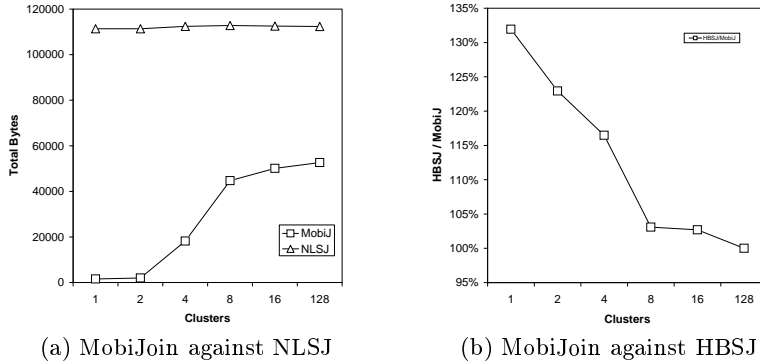 120000
100000
80000
60000
40000
20000
0
Total Bytes
MobiJ
NLSJ
1 2 4 8 16 128
Clusters
(a) MobiJoin against NLSJ
135%
130%
125%
120%
115%
110%
105%
100%
95%
HBSJ / MobiJ
HBSJ/MobiJ
1 2 4 8 16 128
Clusters
(b) MobiJoin against HBSJ